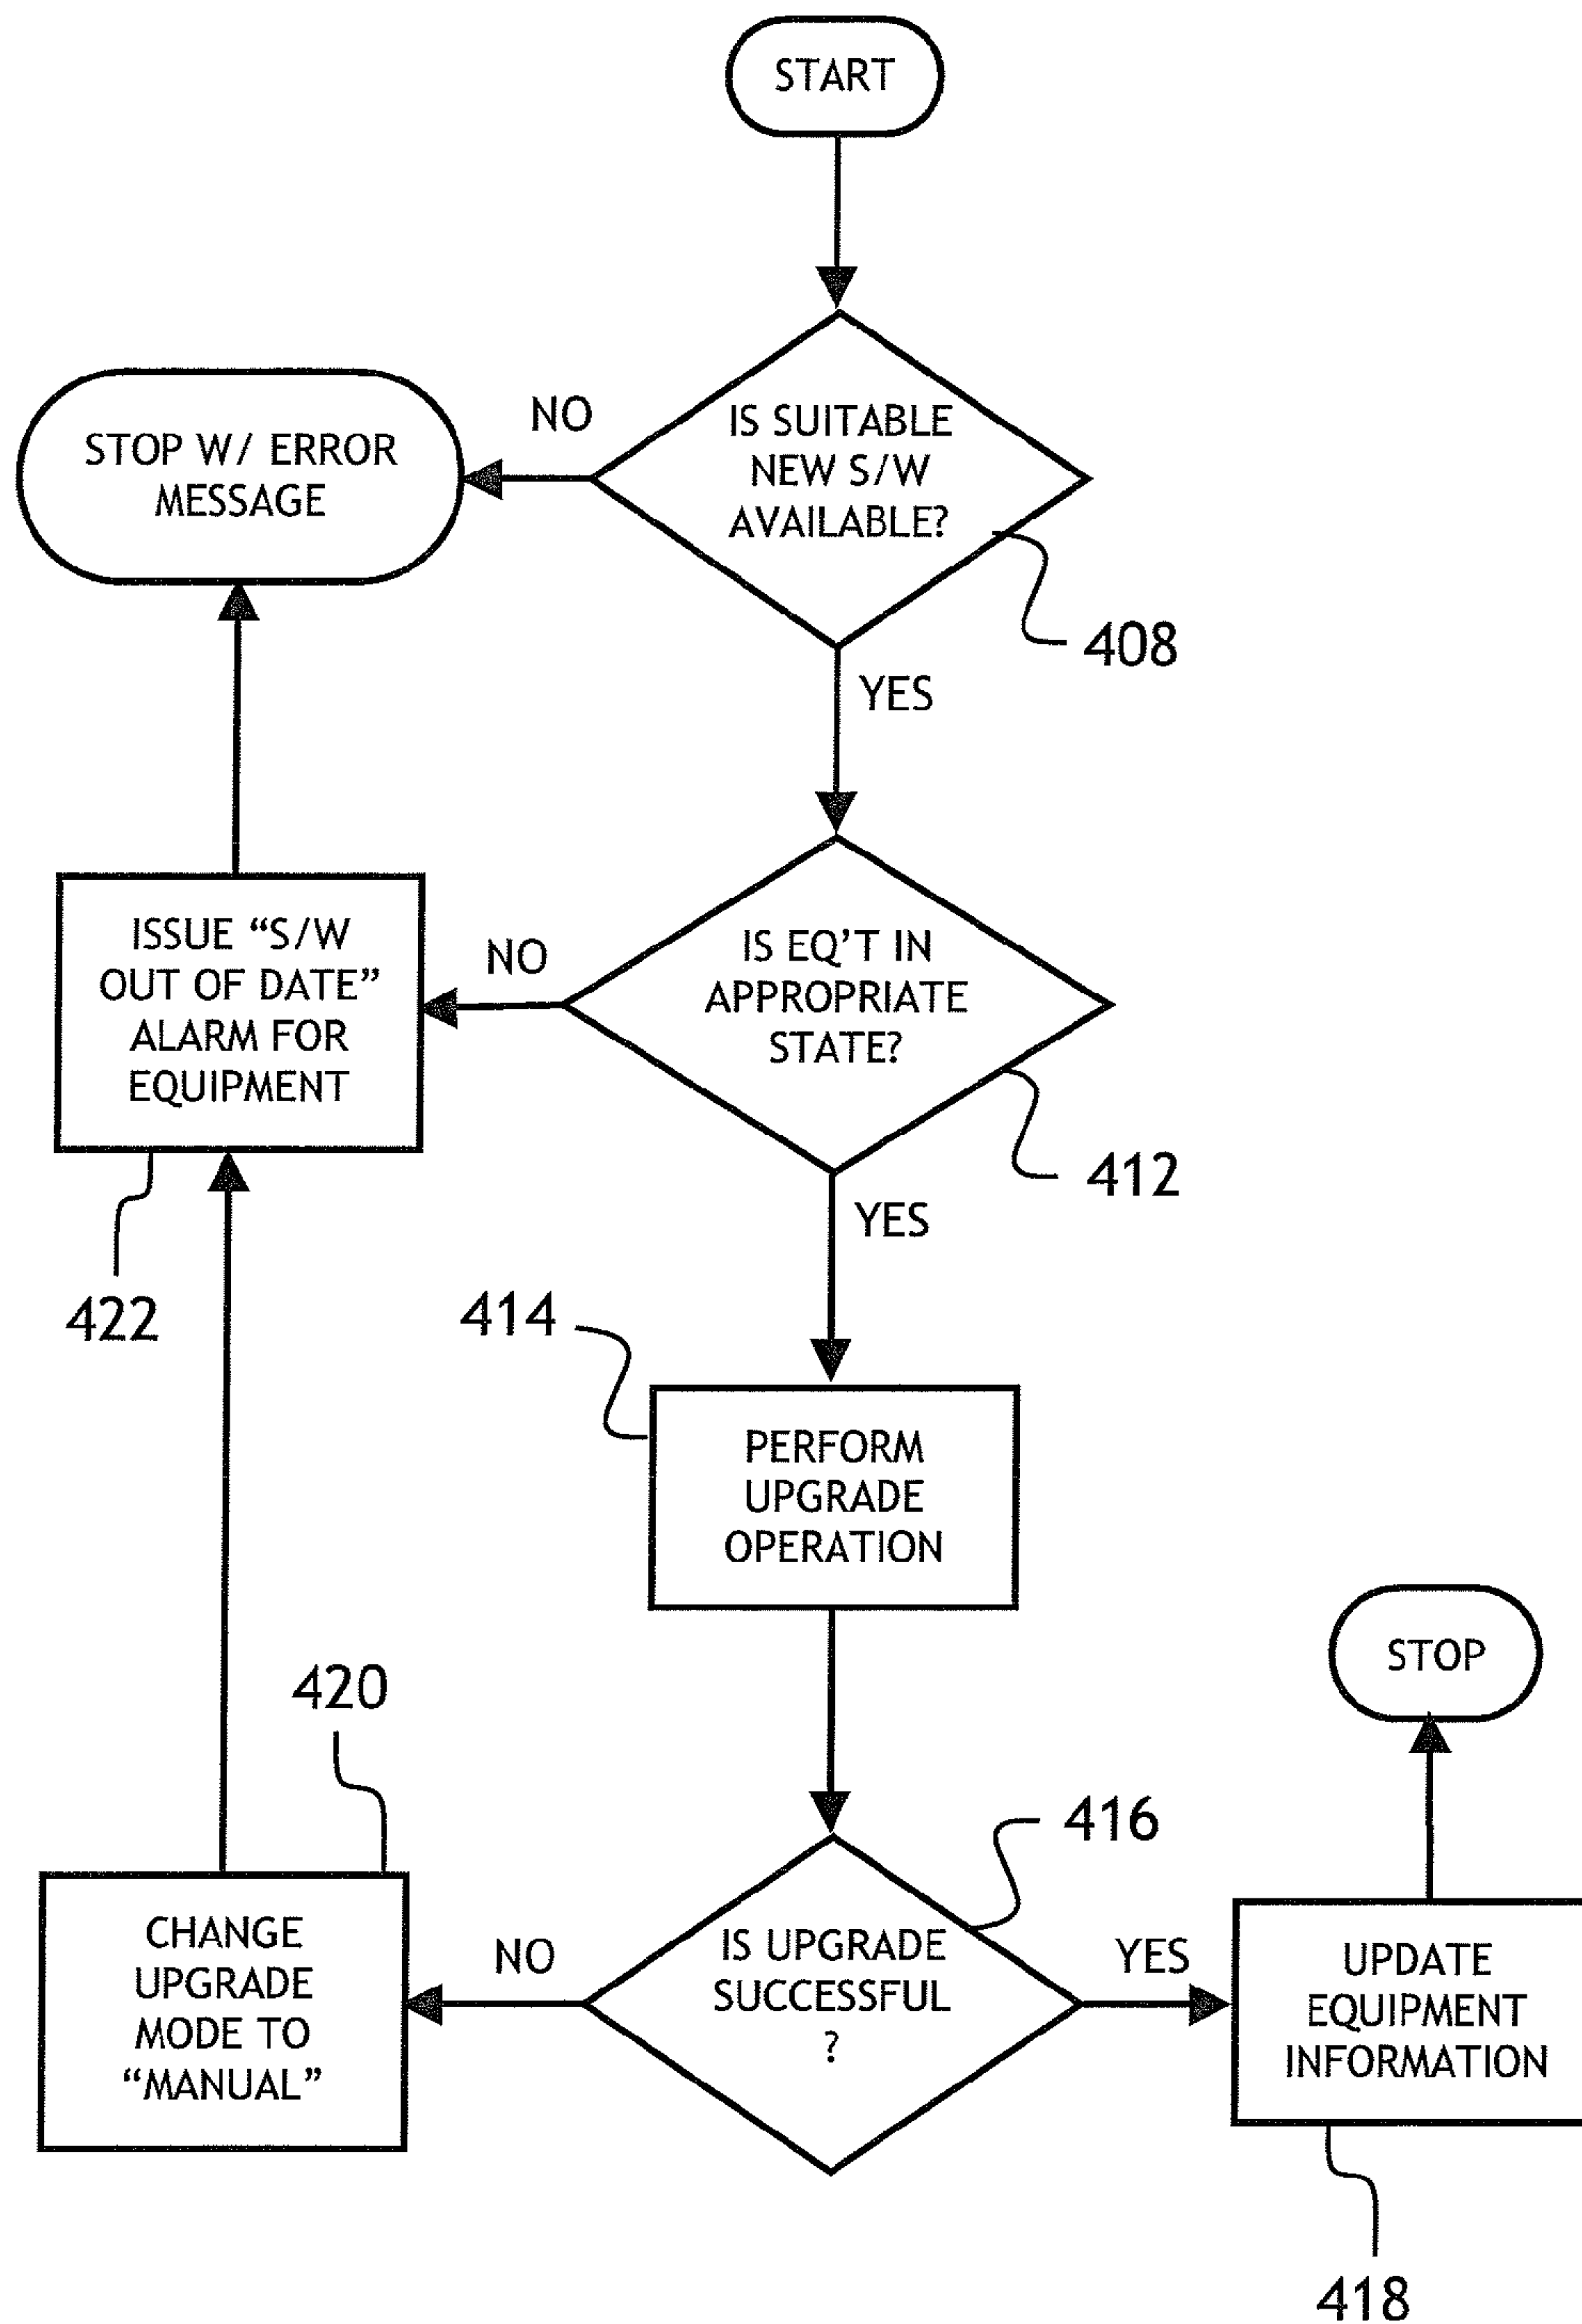 START
NO
IS SUITABLE
NEW S/W
AVAILABLE?
STOP W/ ERROR
MESSAGE
408
YES
ISSUE “S/W
OUT OF DATE”
ALARM FOR
EQUIPMENT
NO
IS EQ’T IN
APPROPRIATE
STATE?
412
YES
422
414
PERFORM
UPGRADE
OPERATION
STOP
420
416
CHANGE
UPGRADE
MODE TO
“MANUAL”
NO
IS UPGRADE
SUCCESSFUL
?
YES
UPDATE
EQUIPMENT
INFORMATION
418